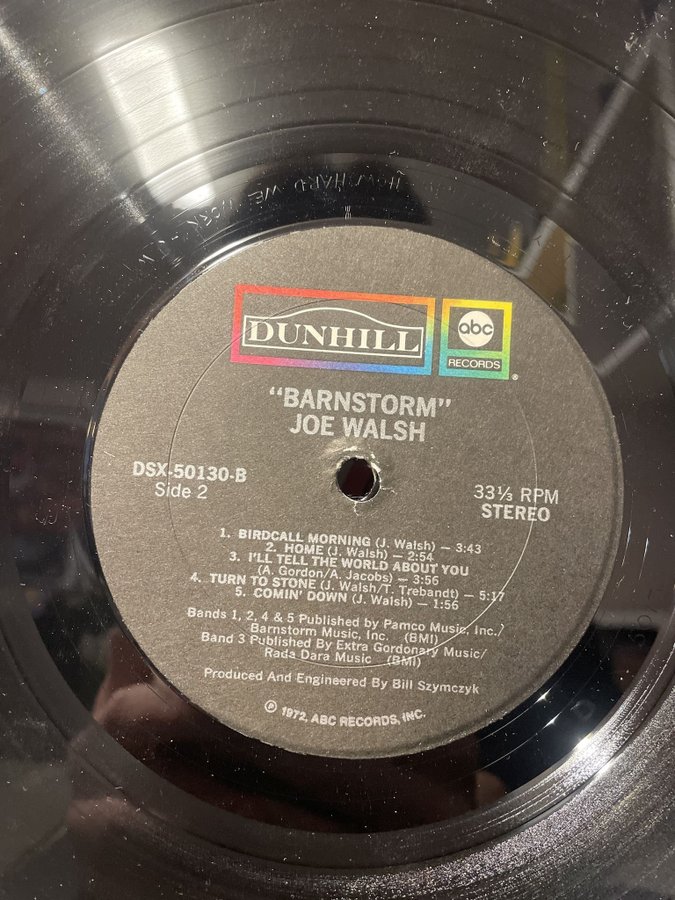 HARD WE
DUNHILL
abc
RECORDS
®
"BARNSTORM"
JOE WALSH
DSX-50130-B
Side 2
33⅓ RPM
STEREO
1. BIRDCALL MORNING (J. Walsh) — 3:43
2. HOME (J. Walsh) — 2:54
3. I'LL TELL THE WORLD ABOUT YOU
(A. Gordon/A. Jacobs) — 3:56
4. TURN TO STONE (J. Walsh/T. Trebandt) — 5:17
5. COMIN' DOWN (J. Walsh) — 1:56
Bands 1, 2, 4 & 5 Published by Pamco Music, Inc./
Barnstorm Music, Inc. (BMI)
Band 3 Published By Extra Gordonary Music/
Rada Dara Music (BMI)
Produced And Engineered By Bill Szymczyk
℗ 1972, ABC RECORDS, INC.